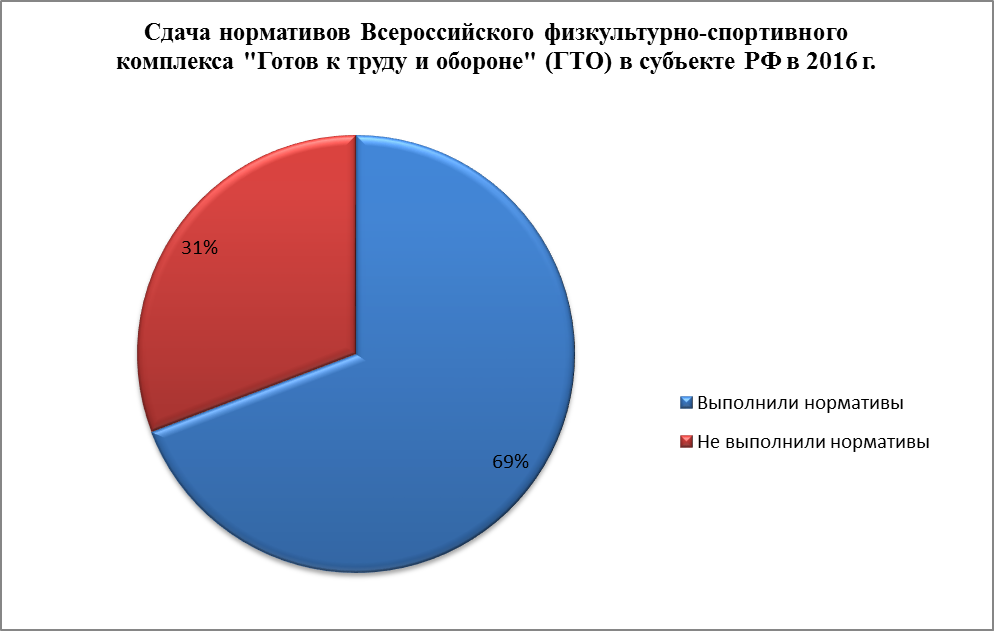 Сдача нормативов Всероссийского физкультурно-спортивного
комплекса "Готов к труду и обороне" (ГТО) в субъекте РФ в 2016 г.
31%
69%
Выполнили нормативы
Не выполнили нормативы